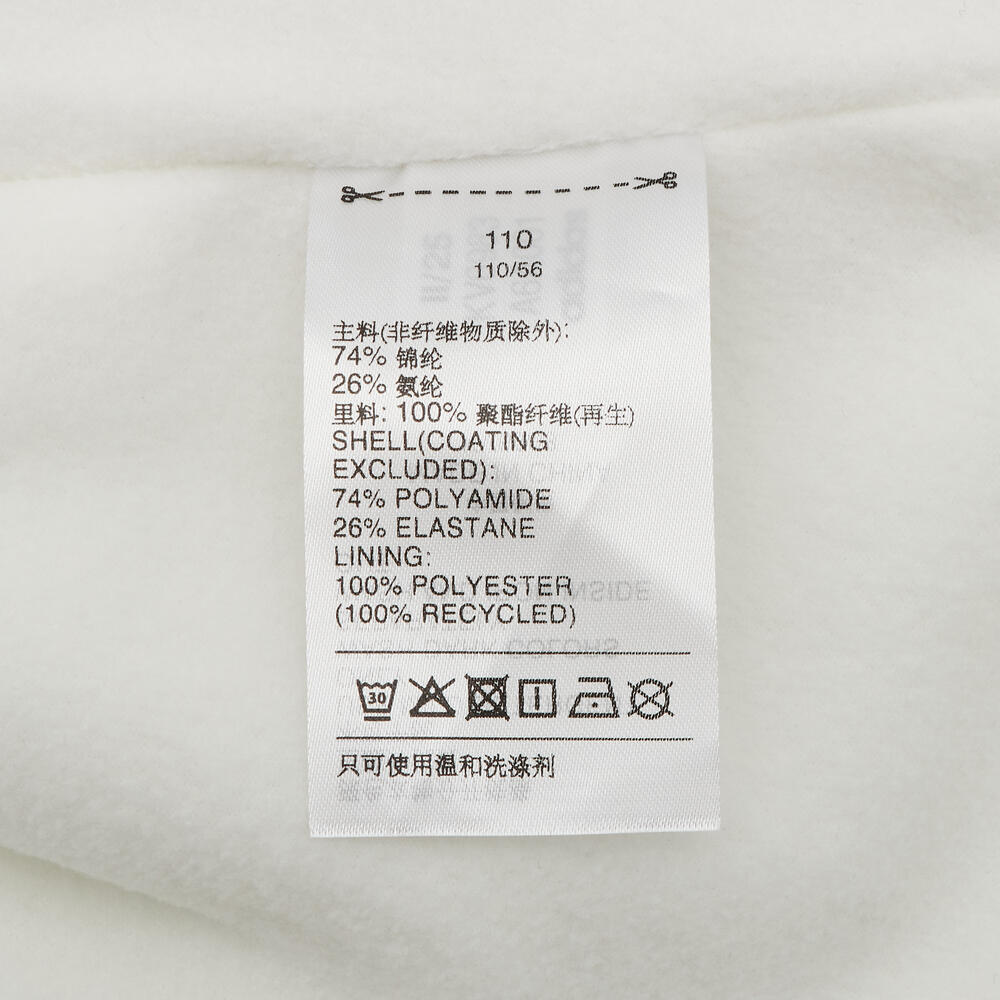 110
110/56
主料(非纤维物质除外):
74% 锦纶
26% 氨纶
里料: 100% 聚酯纤维(再生)
SHELL(COATING
EXCLUDED):
74% POLYAMIDE
26% ELASTANE
LINING:
100% POLYESTER
(100% RECYCLED)
30
只可使用温和洗涤剂